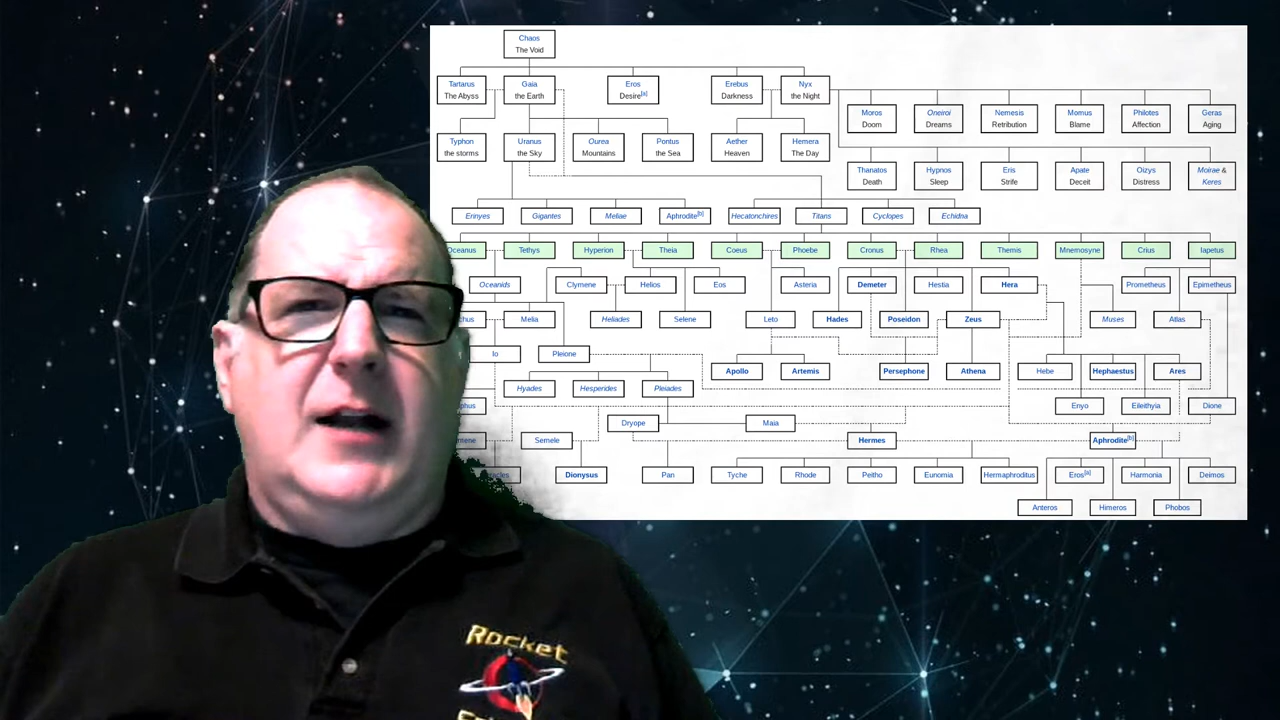 Chaos
The Void
Tartarus
The Abyss
Gaia
the Earth
Eros
Desire[a]
Erebus
Darkness
Nyx
the Night
Moros
Doom
Oneiroi
Dreams
Nemesis
Retribution
Momus
Blame
Philotes
Affection
Geras
Aging
Typhon
the storms
Uranus
the Sky
Ourea
Mountains
Pontus
the Sea
Aether
Heaven
Hemera
The Day
Thanatos
Death
Hypnos
Sleep
Eris
Strife
Apate
Deceit
Oizys
Distress
Moirae &
Keres
Erinyes
Gigantes
Meliae
Aphrodite[b]
Hecatonchires
Titans
Cyclopes
Echidna
Oceanus
Tethys
Hyperion
Theia
Coeus
Phoebe
Cronus
Rhea
Themis
Mnemosyne
Crius
Iapetus
Oceanids
Clymene
Helios
Eos
Asteria
Demeter
Hestia
Hera
Prometheus
Epimetheus
Melia
Heliades
Selene
Leto
Hades
Poseidon
Zeus
Muses
Atlas
Io
Pleione
Apollo
Artemis
Persephone
Athena
Hebe
Hephaestus
Ares
Hyades
Hesperides
Pleiades
Enyo
Eileithyia
Dione
Dryope
Maia
Semele
Hermes
Aphrodite[b]
Dionysus
Pan
Tyche
Rhode
Peitho
Eunomia
Hermaphroditus
Eros[a]
Harmonia
Deimos
Anteros
Himeros
Phobos
Rocket